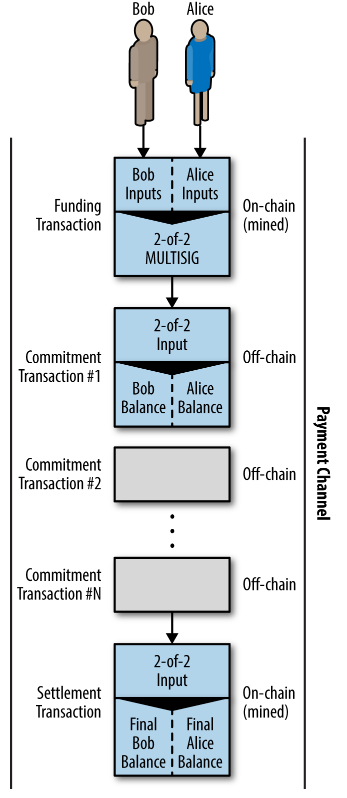 Bob
Alice
Bob
Inputs
Alice
Inputs
Funding
Transaction
On-chain
(mined)
2-of-2
MULTISIG
2-of-2
Input
Commitment
Transaction #1
Off-chain
Bob
Balance
Alice
Balance
Commitment
Transaction #2
Off-chain
Commitment
Transaction #N
Off-chain
2-of-2
Input
Settlement
Transaction
On-chain
(mined)
Final
Bob
Balance
Final
Alice
Balance
Payment Channel